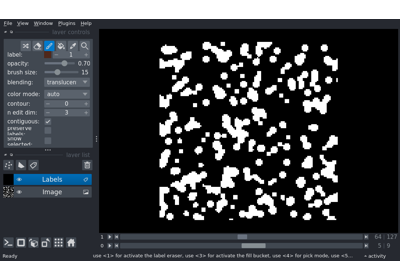 File View Window Plugins Help
layer controls
label: 1
opacity: 0.70
brush size: 15
blending: translucen
color mode: auto
contour: 0
n edit dim: 3
contiguous: ✓
preserve labels:
show selected:
layer list
Labels
Image
1 64 127
0 5 9
Ready use <1> for activate the label eraser, use <3> for activate the fill bucket, use <4> for pick mode, use <5... activity